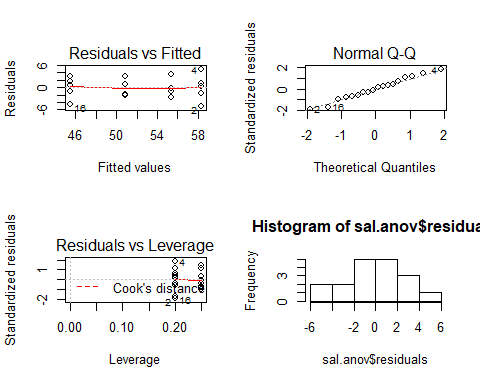 Residuals vs Fitted
Residuals
6
2
-2
-6
4
16
2
46
50
54
58
Fitted values
Normal Q-Q
Standardized residuals
2
0
-2
4
2
16
-2
-1
0
1
2
Theoretical Quantiles
Residuals vs Leverage
Standardized residuals
1
-2
4
Cook's distance
2
16
0.00
0.10
0.20
Leverage
Histogram of sal.anov$residua
Frequency
3
0
-6
-2
0
2
4
6
sal.anov$residuals